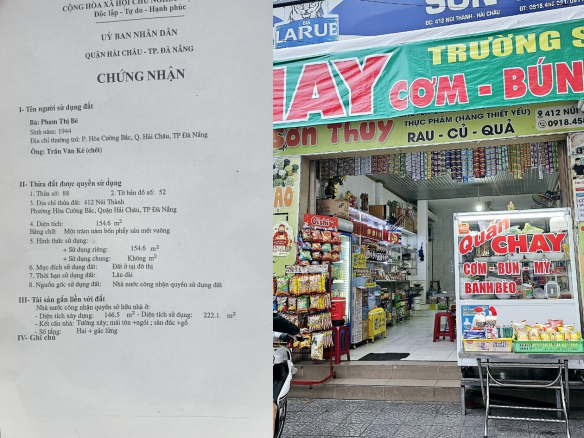 CỘNG HÒA XÃ HỘI CHỦ NGHĨA
Độc lập - Tự do - Hạnh phúc
UỶ BAN NHÂN DÂN
QUẬN HẢI CHÂU - TP. ĐÀ NẴNG
CHỨNG NHẬN
I- Tên người sử dụng đất
Bà: Phạm Thị Bé
Sinh năm: 1944
Địa chỉ thường trú: P. Hòa Cường Bắc, Q. Hải Châu, TP Đà Nẵng
Ông: Trần Văn Kế (chết)
II- Thửa đất được quyền sử dụng
1. Thửa số: 88 2. Tờ bản đồ số: 52
3. Địa chỉ thửa đất: 412 Núi Thành
Phường Hòa Cường Bắc, Quận Hải Châu, TP Đà Nẵng
4. Diện tích: 154.6 m²
Bằng chữ: Một trăm năm bốn phẩy sáu mét vuông
5. Hình thức sử dụng:
+ Sử dụng riêng: 154.6 m²
+ Sử dụng chung: Không m²
6. Mục đích sử dụng đất: Đất ở tại đô thị
7. Thời hạn sử dụng đất: Lâu dài
8. Nguồn gốc sử dụng đất: Nhà nước công nhận quyền sử dụng đất
III- Tài sản gắn liền với đất
Nhà nước công nhận quyền sở hữu nhà ở:
- Diện tích xây dựng: 146.5 m² - Diện tích sử dụng: 222.1 m²
- Kết cấu nhà: Tường xây; mái tôn +ngói ; sàn đúc +gỗ
- Số tầng: Hai + gác lửng
IV- Ghi chú
BIA
LARUE
SƠN
ĐC: 412 NÚI THÀNH, HẢI CHÂU
ĐT: 0918.45
TRƯỜNG S
CHAY CƠM - BÚN
Sơn Thủy
THỰC PHẨM (HÀNG THIẾT YẾU)
RAU - CỦ - QUẢ
412 NÚI
0918.45
Quán
CHAY
CƠM - BÚN - MỲ
BÁNH BÈO